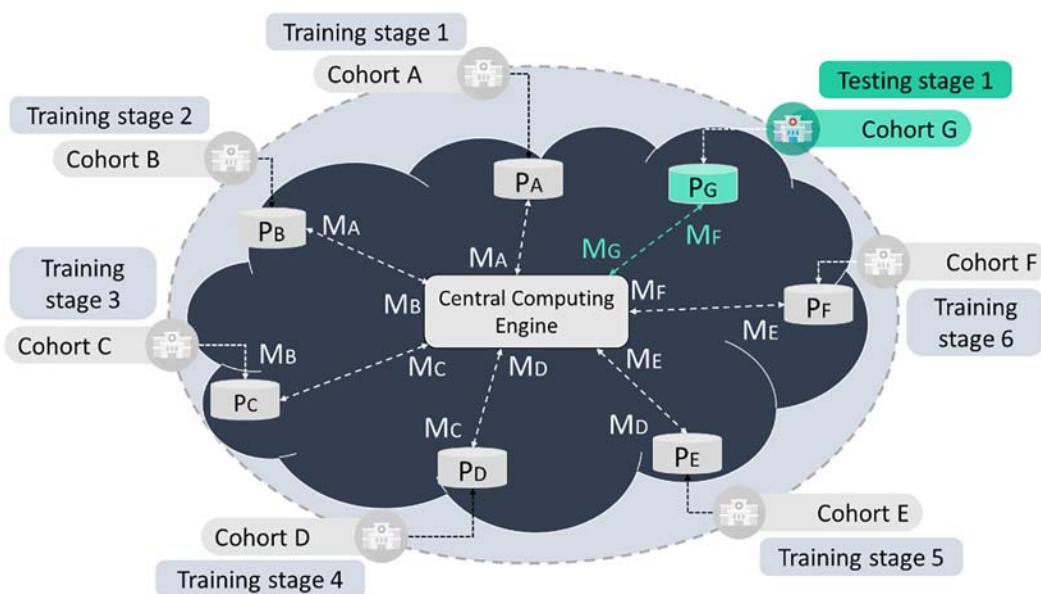 Training stage 1
Cohort A
Testing stage 1
Cohort G
Training stage 2
Cohort B
PA
PG
PB
MA
MG
MF
MA
Training
stage 3
Cohort C
MB
Central Computing
Engine
MF
PF
ME
Cohort F
Training
stage 6
MB
MC
MD
ME
PC
MC
PD
MD
PE
Cohort D
Training stage 4
Cohort E
Training stage 5